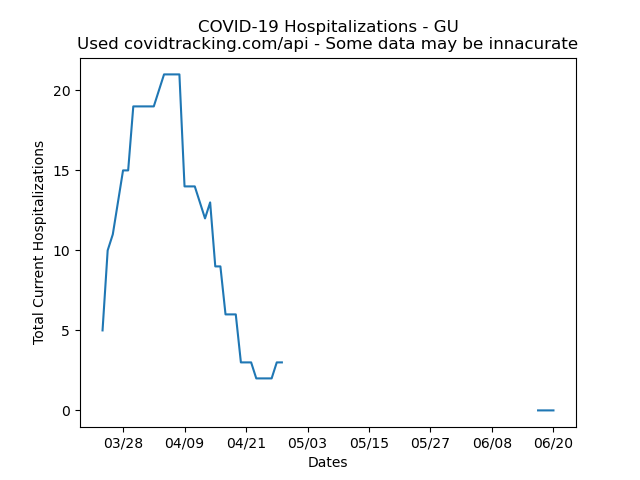 COVID-19 Hospitalizations - GU
Used covidtracking.com/api - Some data may be innacurate
Total Current Hospitalizations
20
15
10
5
0
03/28 04/09 04/21 05/03 05/15 05/27 06/08 06/20
Dates